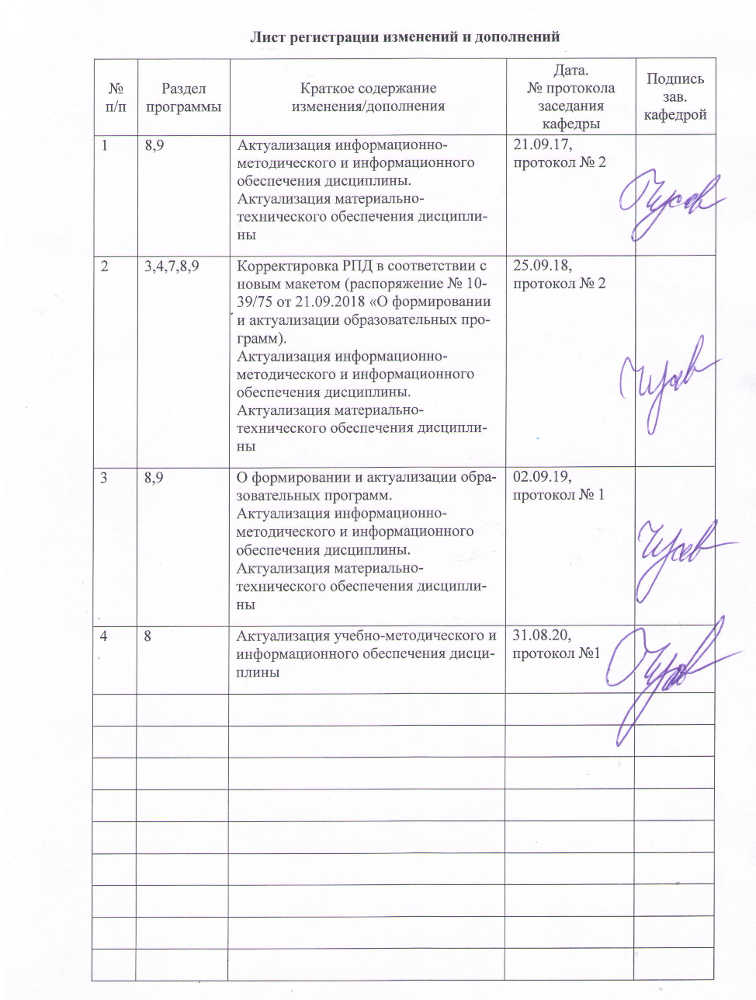 Лист регистрации изменений и дополнений
№
п/п
Раздел
программы
Краткое содержание
изменения/дополнения
Дата.
№ протокола
заседания
кафедры
Подпись
зав.
кафедрой
1
8,9
Актуализация информационно-
методического и информационного
обеспечения дисциплины.
Актуализация материально-
технического обеспечения дисципли-
ны
21.09.17,
протокол № 2
2
3,4,7,8,9
Корректировка РПД в соответствии с
новым макетом (распоряжение № 10-
39/75 от 21.09.2018 «О формировании
и актуализации образовательных про-
грамм).
Актуализация информационно-
методического и информационного
обеспечения дисциплины.
Актуализация материально-
технического обеспечения дисципли-
ны
25.09.18,
протокол № 2
3
8,9
О формировании и актуализации обра-
зовательных программ.
Актуализация информационно-
методического и информационного
обеспечения дисциплины.
Актуализация материально-
технического обеспечения дисципли-
ны
02.09.19,
протокол № 1
4
8
Актуализация учебно-методического и
информационного обеспечения дисци-
плины
31.08.20,
протокол №1